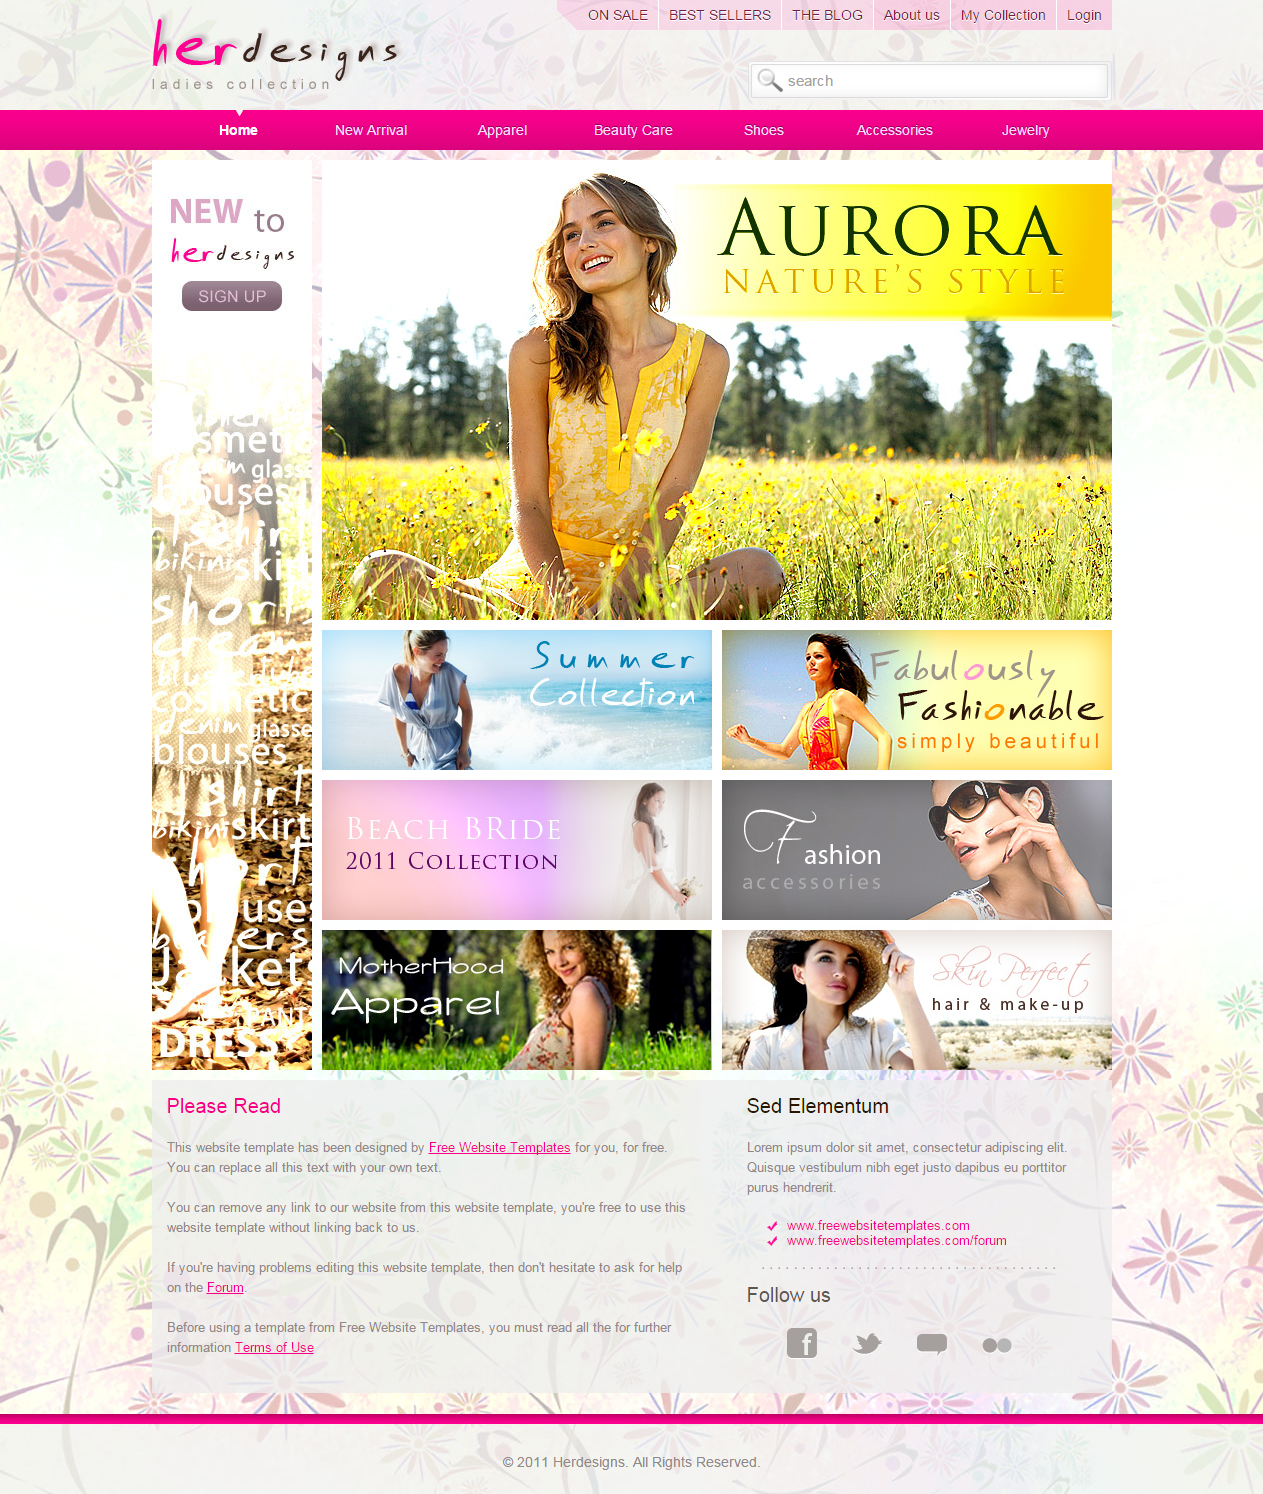 herdesigns
ladies collection
ON SALE
BEST SELLERS
THE BLOG
About us
My Collection
Login
search
Home
New Arrival
Apparel
Beauty Care
Shoes
Accessories
Jewelry
NEW to
herdesigns
SIGN UP
denim glass
blouses
bikini skirt
short
cream
cosmetic
denim glasse
blouses
shirt
bikini skirt
short
blouses
blazers
Jackets
PANT
DRESS
AURORA
NATURE'S STYLE
Summer
Collection
Fabulously
Fashionable
simply beautiful
BEACH BRIDE
2011 COLLECTION
Fashion
accessories
MotherHood
Apparel
Skin Perfect
hair & make-up
Please Read
This website template has been designed by Free Website Templates for you, for free.
You can replace all this text with your own text.
You can remove any link to our website from this website template, you're free to use this
website template without linking back to us.
If you're having problems editing this website template, then don't hesitate to ask for help
on the Forum.
Before using a template from Free Website Templates, you must read all the for further
information Terms of Use
Sed Elementum
Lorem ipsum dolor sit amet, consectetur adipiscing elit.
Quisque vestibulum nibh eget justo dapibus eu porttitor
purus hendrerit.
www.freewebsitetemplates.com
www.freewebsitetemplates.com/forum
Follow us
© 2011 Herdesigns. All Rights Reserved.